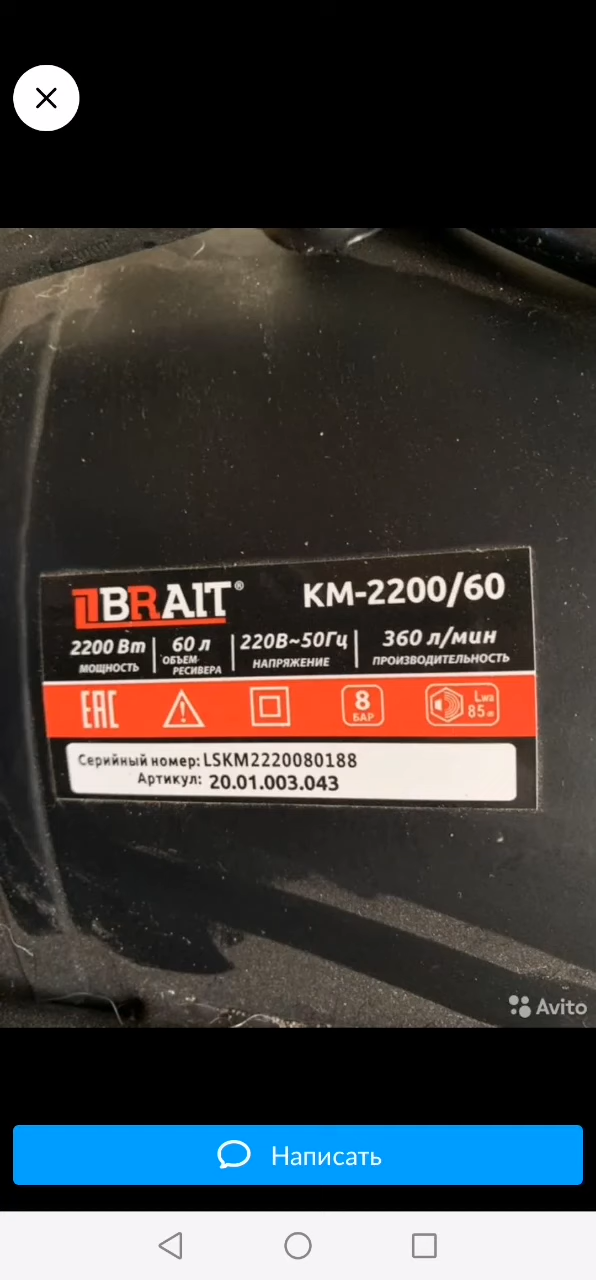 BRAIT®
КМ-2200/60
2200 Вт
МОЩНОСТЬ
60 л
ОБЪЕМ
РЕСИВЕРА
220В~50Гц
НАПРЯЖЕНИЕ
360 л/мин
ПРОИЗВОДИТЕЛЬНОСТЬ
EAC
8
БАР
Lwa
85 дБ
Серийный номер: LSKM2220080188
Артикул: 20.01.003.043
Avito
Написать